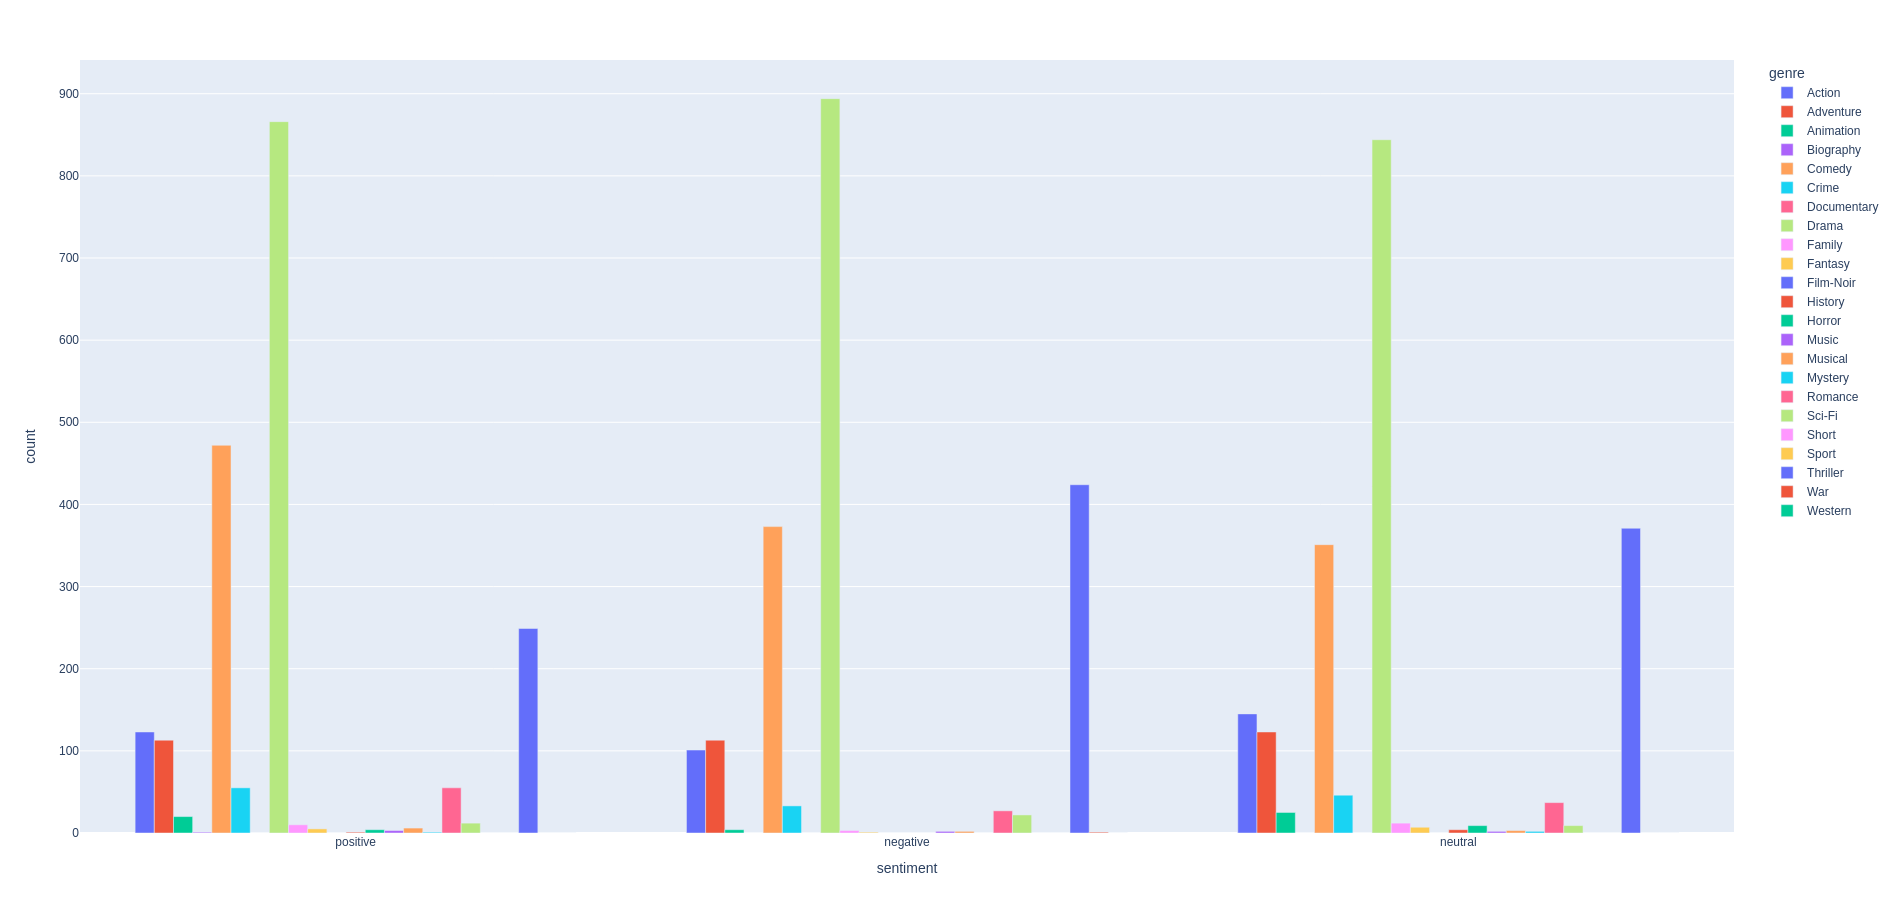 genre
Action
Adventure
Animation
Biography
Comedy
Crime
Documentary
Drama
Family
Fantasy
Film-Noir
History
Horror
Music
Musical
Mystery
Romance
Sci-Fi
Short
Sport
Thriller
War
Western
900
800
700
600
500
400
300
200
100
0
count
positive
negative
neutral
sentiment